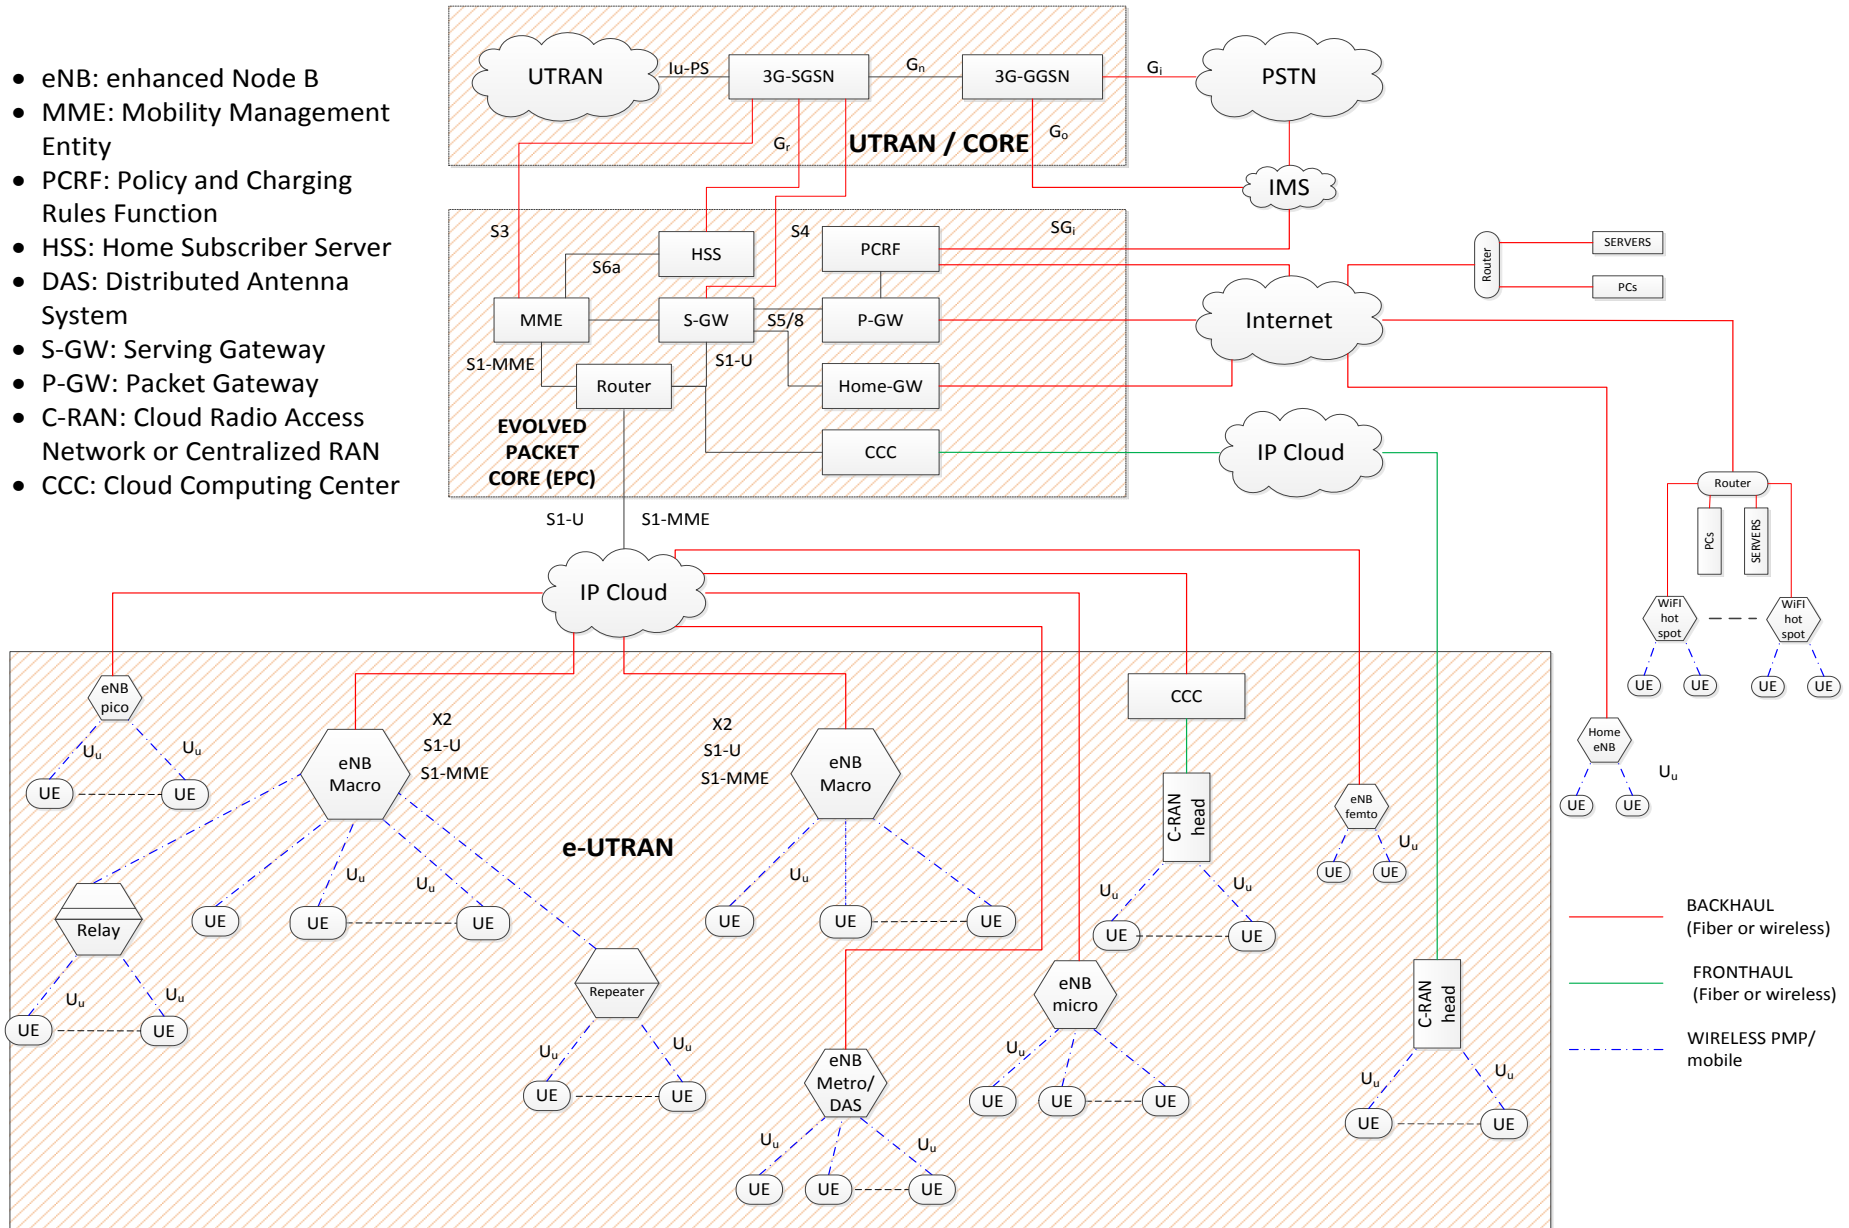 • eNB: enhanced Node B
• MME: Mobility Management
Entity
• PCRF: Policy and Charging
Rules Function
• HSS: Home Subscriber Server
• DAS: Distributed Antenna
System
• S-GW: Serving Gateway
• P-GW: Packet Gateway
• C-RAN: Cloud Radio Access
Network or Centralized RAN
• CCC: Cloud Computing Center
UTRAN
Iu-PS
3G-SGSN
Gn
3G-GGSN
Gi
PSTN
Gr
UTRAN / CORE
Go
IMS
S3
S4
SGi
HSS
PCRF
S6a
MME
S-GW
S5/8
P-GW
Internet
Router
SERVERS
PCs
S1-MME
S1-U
Router
Home-GW
EVOLVED
PACKET
CORE (EPC)
CCC
IP Cloud
S1-U
S1-MME
IP Cloud
Router
PCs
SERVERS
WiFI
hot
spot
WiFI
hot
spot
UE
UE
UE
UE
Home
eNB
Uu
UE
UE
eNB
pico
Uu
Uu
UE
UE
eNB
Macro
X2
S1-U
S1-MME
eNB
Macro
X2
S1-U
S1-MME
CCC
C-RAN
head
eNB
femto
Uu
UE
UE
e-UTRAN
Relay
Uu
Uu
UE
UE
UE
Uu
Uu
UE
UE
Repeater
Uu
Uu
UE
UE
Uu
UE
UE
UE
Uu
Uu
UE
UE
eNB
Metro/
DAS
Uu
Uu
UE
UE
UE
eNB
micro
Uu
UE
UE
UE
C-RAN
head
Uu
Uu
UE
UE
BACKHAUL
(Fiber or wireless)
FRONTHAUL
(Fiber or wireless)
WIRELESS PMP/
mobile